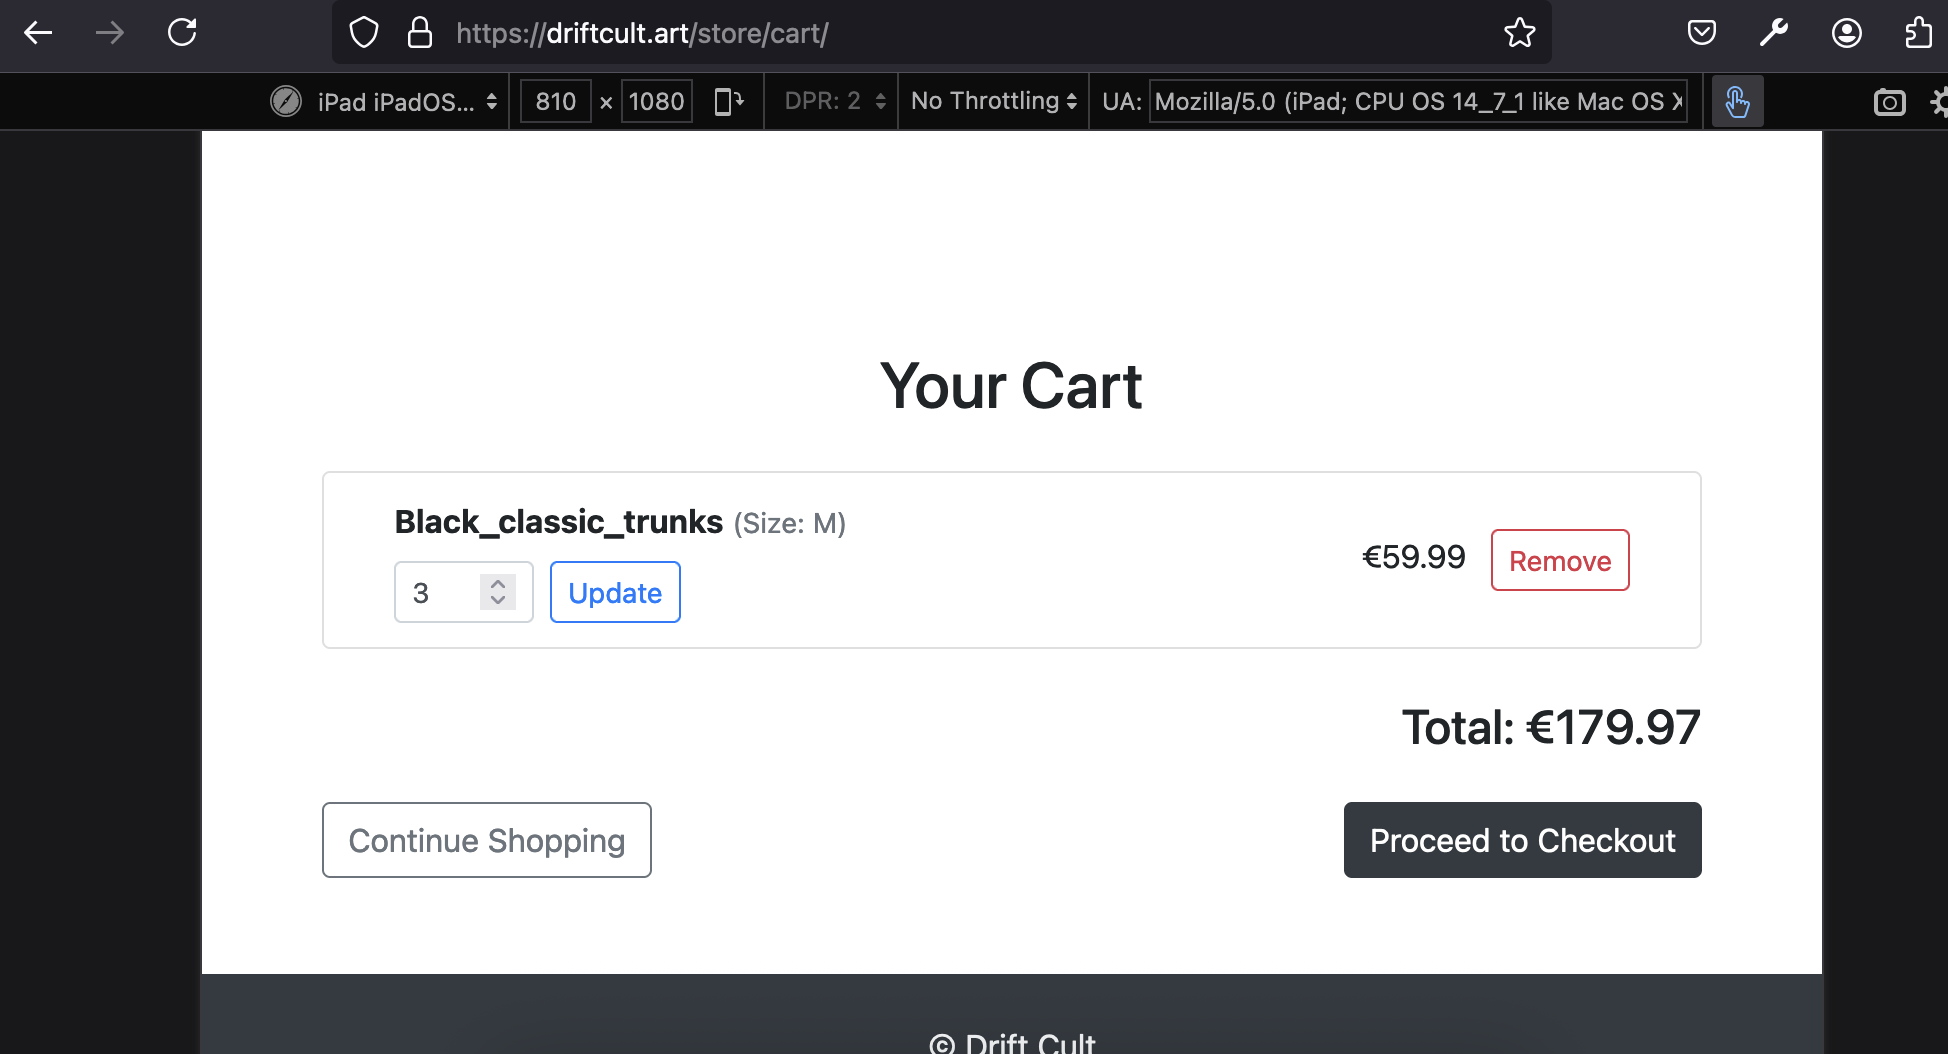 https://driftcult.art/store/cart/
iPad iPadOS... 810 × 1080 DPR: 2 No Throttling UA: Mozilla/5.0 (iPad; CPU OS 14_7_1 like Mac OS X
Your Cart
Black_classic_trunks (Size: M)
€59.99 Remove
3 Update
Total: €179.97
Continue Shopping Proceed to Checkout
© Drift Cult